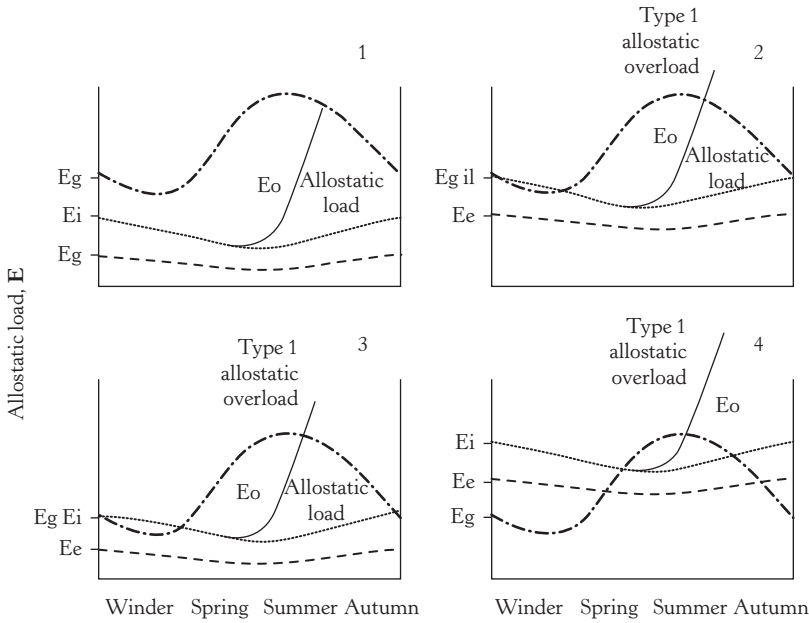 Type 1
allostatic
overload
1
2
Eg
Ei
Eg
Eo
Allostatic
load
Eg il
Ee
Eo
Allostatic
load
Allostatic load, E
Type 1
allostatic
overload
3
Eg Ei
Ee
Eo
Allostatic
load
Type 1
allostatic
overload
4
Eo
Ei
Ee
Eg
Winder Spring Summer Autumn
Winder Spring Summer Autumn